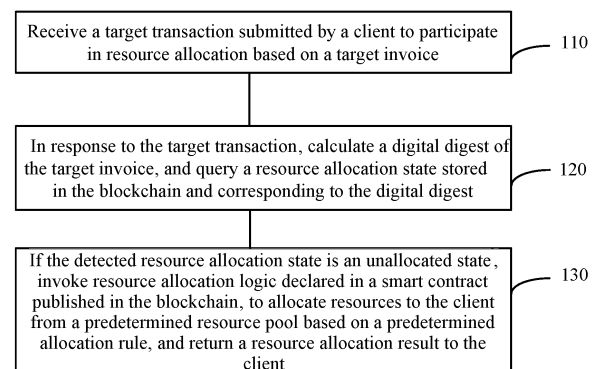 Receive a target transaction submitted by a client to participate
in resource allocation based on a target invoice
110
In response to the target transaction, calculate a digital digest of
the target invoice, and query a resource allocation state stored
in the blockchain and corresponding to the digital digest
120
If the detected resource allocation state is an unallocated state,
invoke resource allocation logic declared in a smart contract
published in the blockchain, to allocate resources to the client
from a predetermined resource pool based on a predetermined
allocation rule, and return a resource allocation result to the
client
130